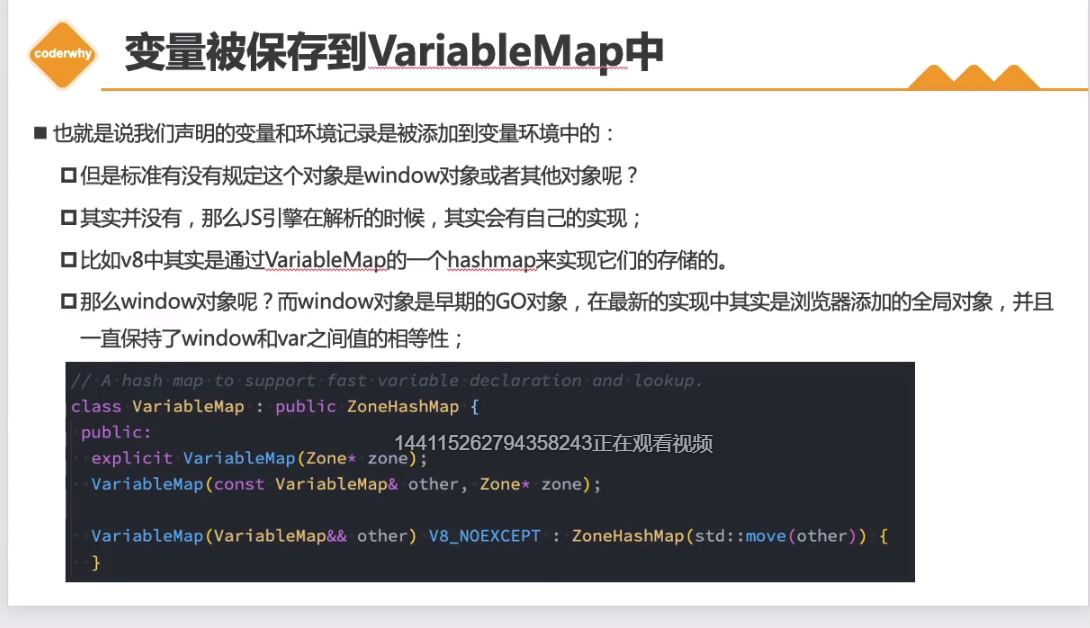 coderwhy
变量被保存到VariableMap中
也就是说我们声明的变量和环境记录是被添加到变量环境中的：
但是标准有没有规定这个对象是window对象或者其他对象呢？
其实并没有，那么JS引擎在解析的时候，其实会有自己的实现；
比如v8中其实是通过VariableMap的一个hashmap来实现它们的存储的。
那么window对象呢？而window对象是早期的GO对象，在最新的实现中其实是浏览器添加的全局对象，并且
一直保持了window和var之间值的相等性；
// A hash map to support fast variable declaration and lookup.
class VariableMap : public ZoneHashMap {
public:
explicit VariableMap(Zone* zone);
VariableMap(const VariableMap& other, Zone* zone);
VariableMap(VariableMap&& other) V8_NOEXCEPT : ZoneHashMap(std::move(other)) {
}
144115262794358243正在观看视频